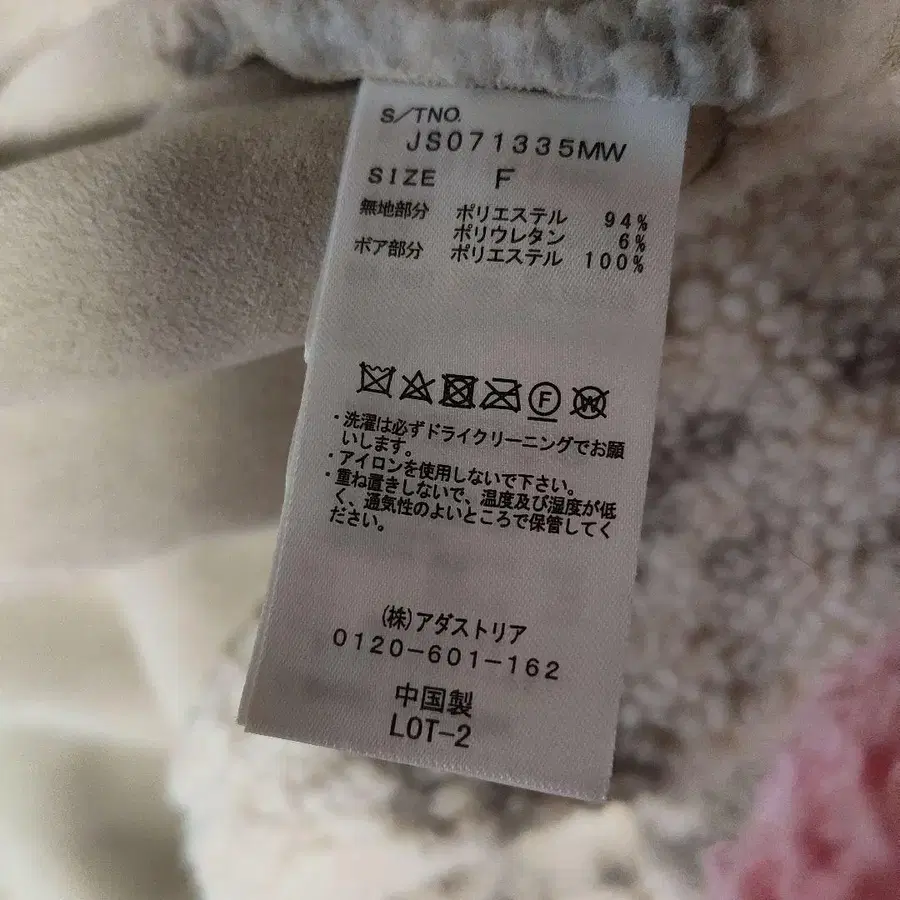 S/TNO.
JS071335MW
SIZE F
無地部分 ポリエステル 94%
ポリウレタン 6%
ボア部分 ポリエステル 100%
F
W
・洗濯は必ずドライクリーニングでお願
いします。
・アイロンを使用しないで下さい。
・重ね置きしないで、温度及び湿度が低
く、通気性のよいところで保管してく
ださい。
(株)アダストリア
0120-601-162
中国製
LOT-2